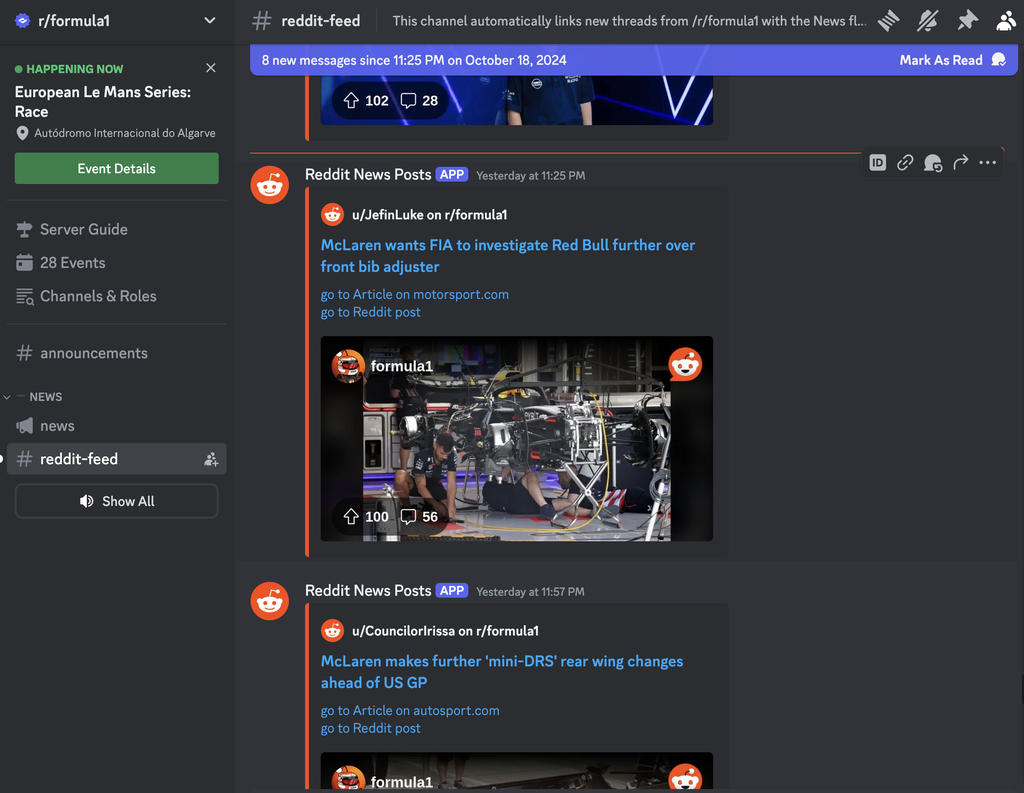 r/formula1
HAPPENING NOW
European Le Mans Series:
Race
Autódromo Internacional do Algarve
Event Details
Server Guide
28 Events
Channels & Roles
announcements
NEWS
news
reddit-feed
Show All
reddit-feed
This channel automatically links new threads from /r/formula1 with the News fl...
8 new messages since 11:25 PM on October 18, 2024
Mark As Read
102 28
ID
Reddit News Posts APP Yesterday at 11:25 PM
u/JefinLuke on r/formula1
McLaren wants FIA to investigate Red Bull further over
front bib adjuster
go to Article on motorsport.com
go to Reddit post
formula1
100 56
Reddit News Posts APP Yesterday at 11:57 PM
u/CouncilorIrissa on r/formula1
McLaren makes further 'mini-DRS' rear wing changes
ahead of US GP
go to Article on autosport.com
go to Reddit post
formula1